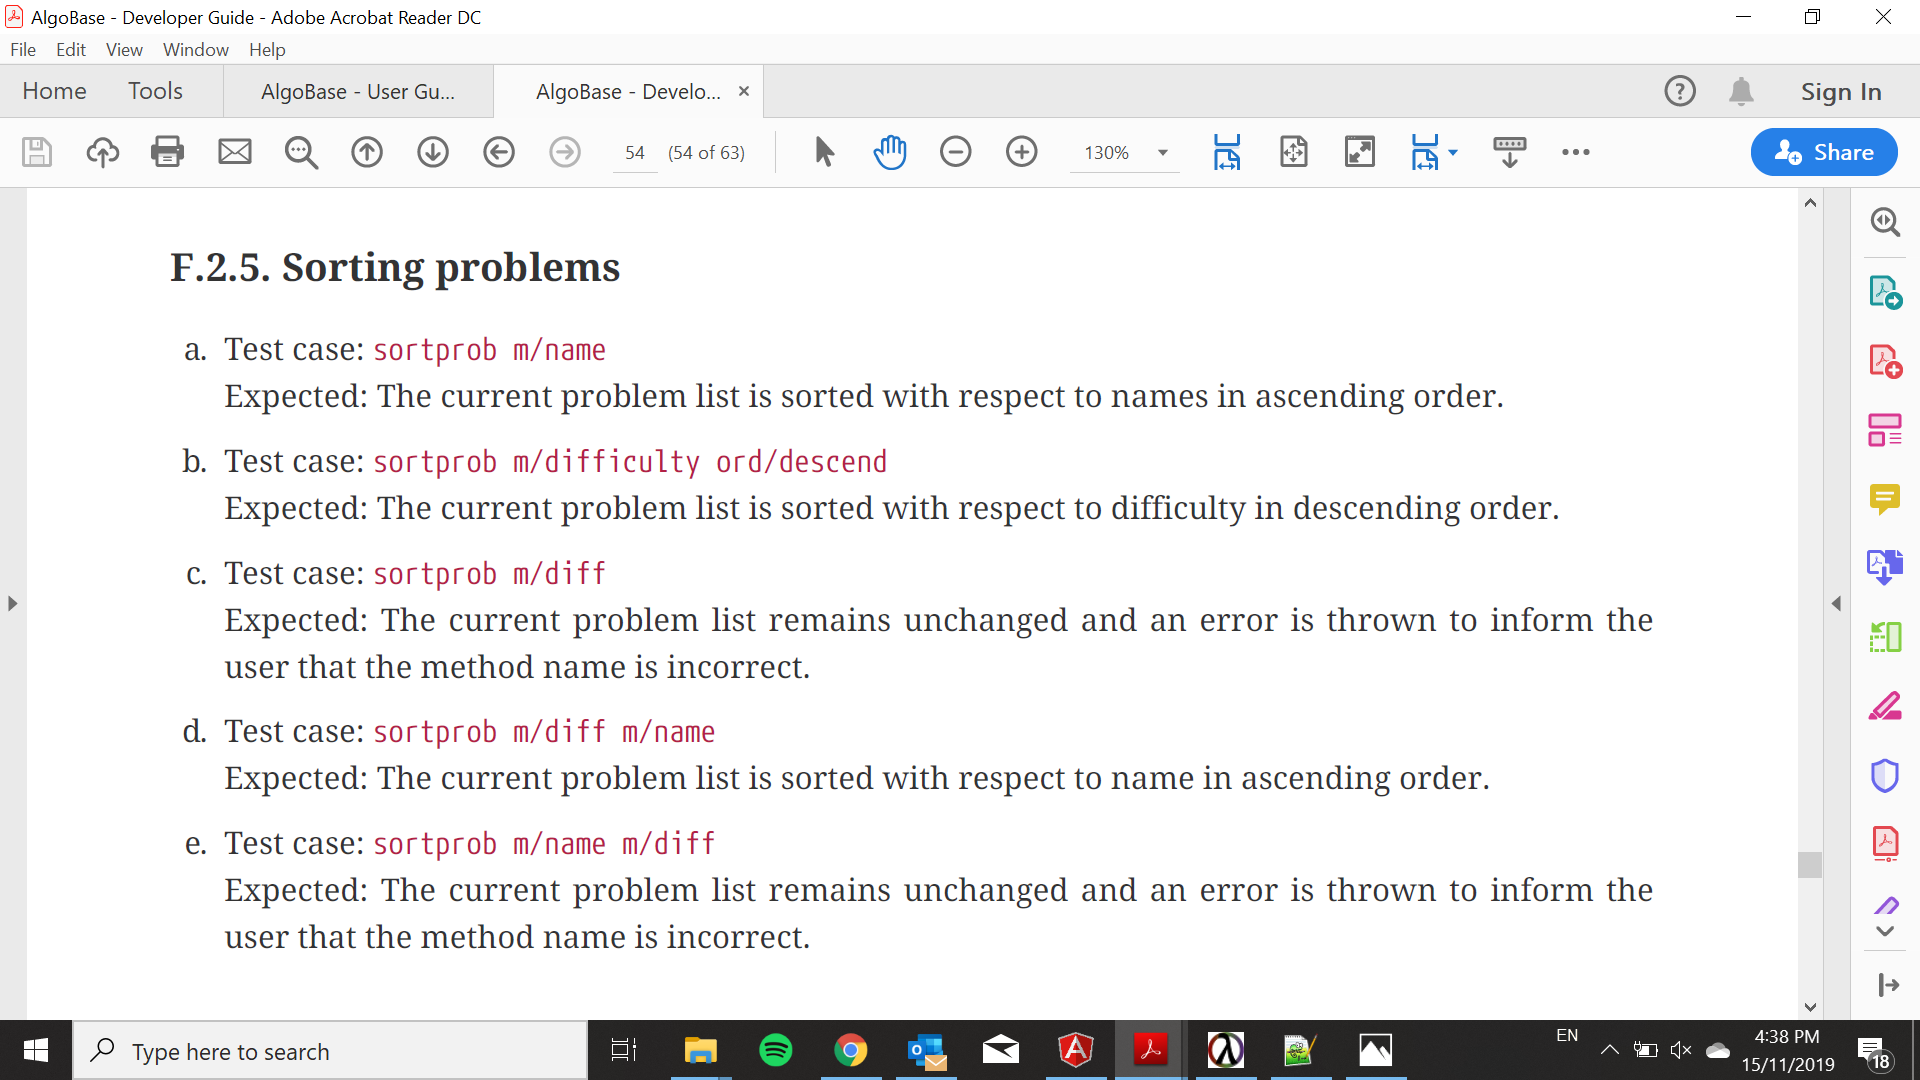 AlgoBase - Developer Guide - Adobe Acrobat Reader DC
File Edit View Window Help
Home Tools AlgoBase - User Gu... AlgoBase - Develo... Sign In
54 (54 of 63) 130% Share
F.2.5. Sorting problems
a. Test case: sortprob m/name
Expected: The current problem list is sorted with respect to names in ascending order.
b. Test case: sortprob m/difficulty ord/descend
Expected: The current problem list is sorted with respect to difficulty in descending order.
c. Test case: sortprob m/diff
Expected: The current problem list remains unchanged and an error is thrown to inform the
user that the method name is incorrect.
d. Test case: sortprob m/diff m/name
Expected: The current problem list is sorted with respect to name in ascending order.
e. Test case: sortprob m/name m/diff
Expected: The current problem list remains unchanged and an error is thrown to inform the
user that the method name is incorrect.
Type here to search
EN
4:38 PM
15/11/2019
18